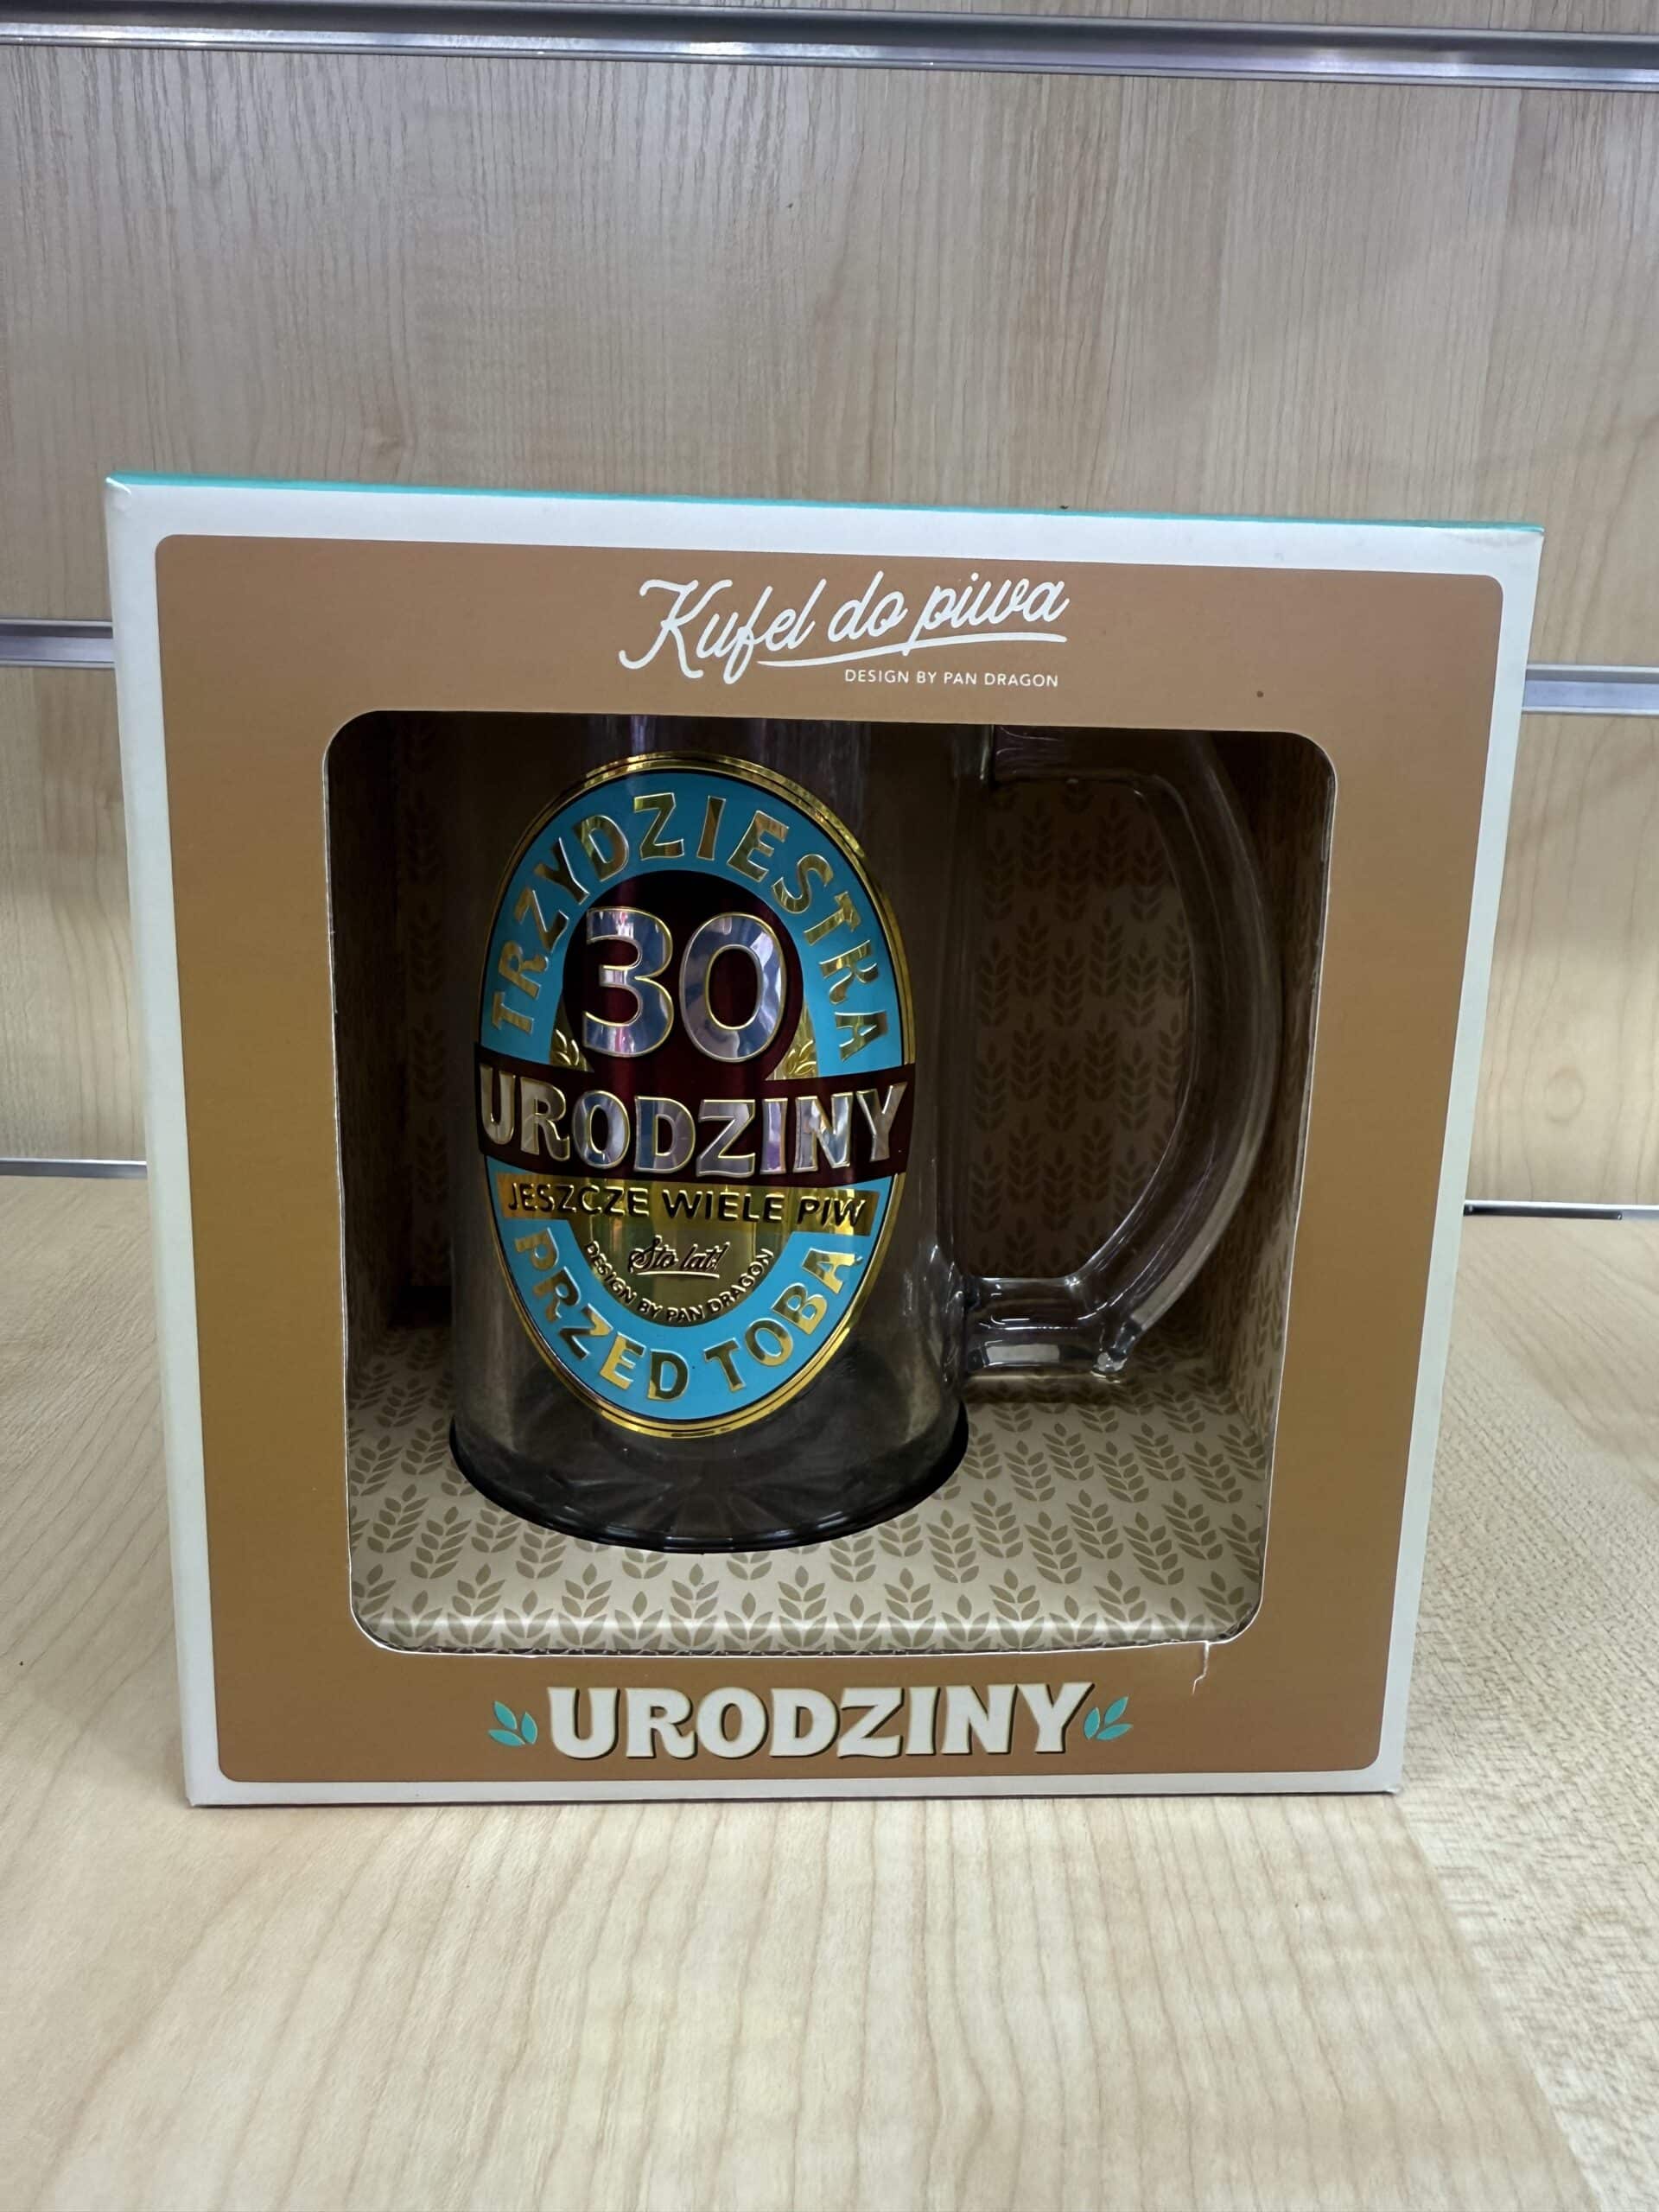 Kufel do piwa
DESIGN BY PAN DRAGON
TRZYDZIESTKA
30
URODZINY
JESZCZE WIELE PIW
Sto lat!
DESIGN BY PAN DRAGON
PRZED TOBĄ
URODZINY